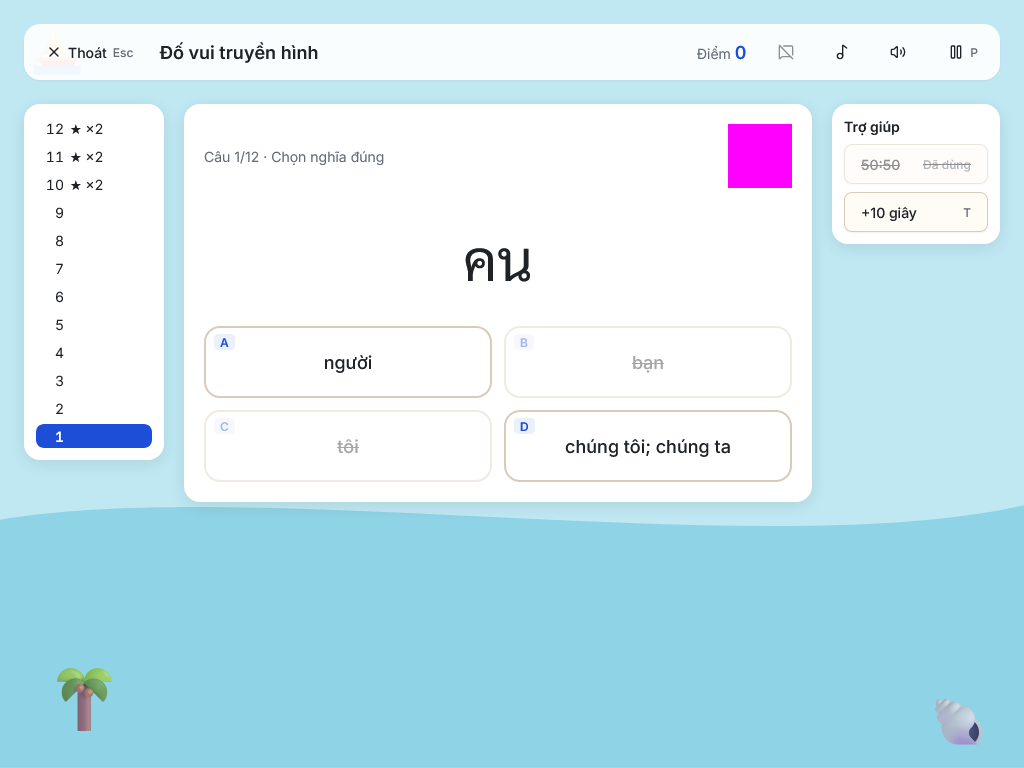 Thoát Esc
Đố vui truyền hình
Điểm 0
P
12 ★ ×2
11 ★ ×2
10 ★ ×2
9
8
7
6
5
4
3
2
1
Câu 1/12 · Chọn nghĩa đúng
คน
A
người
B
bạn
C
tôi
D
chúng tôi; chúng ta
Trợ giúp
50:50 Đã dùng
+10 giây T